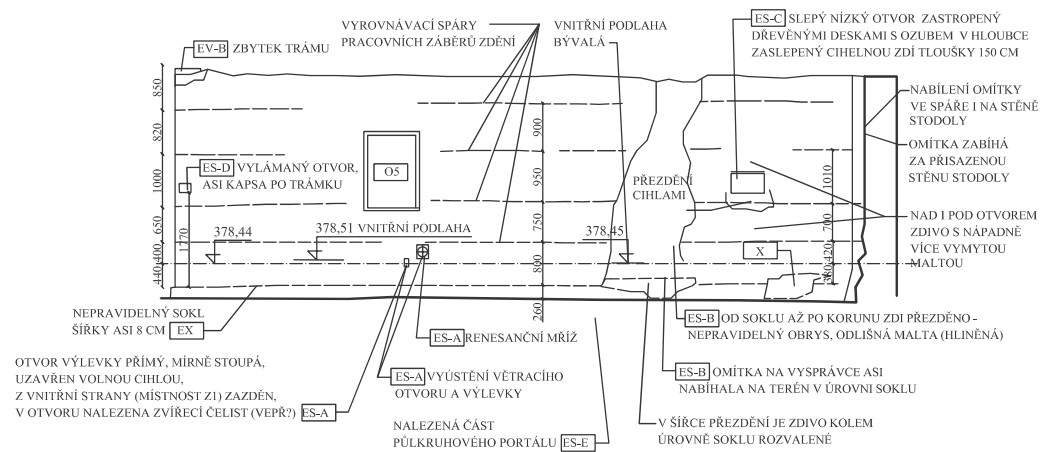 EV-B ZBYTEK TRÁMU
VYROVNÁVACÍ SPÁRY
PRACOVNÍCH ZÁBĚRŮ ZDĚNÍ
VNITŘNÍ PODLAHA
BÝVALÁ
ES-C SLEPÝ NÍZKÝ OTVOR ZASTROPENÝ
DŘEVĚNÝMI DESKAMI S OZUBEM V HLOUBCE
ZASLEPENÝ CIHELNOU ZDÍ TLOUŠKY 150 CM
NABÍLENÍ OMÍTKY
VE SPÁŘE I NA STĚNĚ
STODOLY
OMÍTKA ZABÍHÁ
ZA PŘISAZENOU
STĚNU STODOLY
NAD I POD OTVOREM
ZDIVO S NÁPADNĚ
VÍCE VYMYTOU
MALTOU
850
820
1000
650
400
440
1770
ES-D VYLÁMANÝ OTVOR,
ASI KAPSA PO TRÁMKU
O5
900
950
750
800
260
PŘEZDĚNÍ
CIHLAMI
1010
700
420
380
X
378,44
378,51 VNITŘNÍ PODLAHA
378,45
NEPRAVIDELNÝ SOKL
ŠÍŘKY ASI 8 CM EX
ES-A RENESANČNÍ MŘÍŽ
ES-B OD SOKLU AŽ PO KORUNU ZDI PŘEZDĚNO -
NEPRAVIDELNÝ OBRYS, ODLIŠNÁ MALTA (HLINĚNÁ)
OTVOR VÝLEVKY PŘÍMÝ, MÍRNĚ STOUPÁ,
UZAVŘEN VOLNOU CIHLOU,
Z VNITŘNÍ STRANY (MÍSTNOST Z1) ZAZDĚN,
V OTVORU NALEZENA ZVÍŘECÍ ČELIST (VEPŘ?) ES-A
ES-A VYÚSTĚNÍ VĚTRACÍHO
OTVORU A VÝLEVKY
ES-B OMÍTKA NA VYSPRÁVCE ASI
NABÍHALA NA TERÉN V ÚROVNI SOKLU
NALEZENÁ ČÁST
PŮLKRUHOVÉHO PORTÁLU ES-E
V ŠÍŘCE PŘEZDĚNÍ JE ZDIVO KOLEM
ÚROVNĚ SOKLU ROZVALENÉ